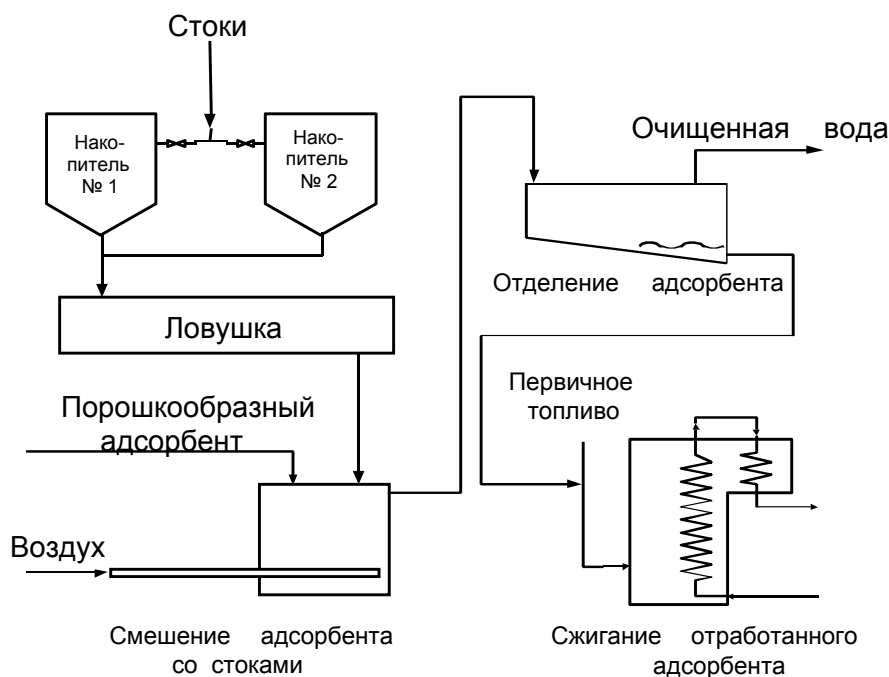 Стоки
Нако-
питель
№ 1
Нако-
питель
№ 2
Очищенная вода
Отделение адсорбента
Ловушка
Первичное
топливо
Порошкообразный
адсорбент
Воздух
Смешение адсорбента
со стоками
Сжигание отработанного
адсорбента